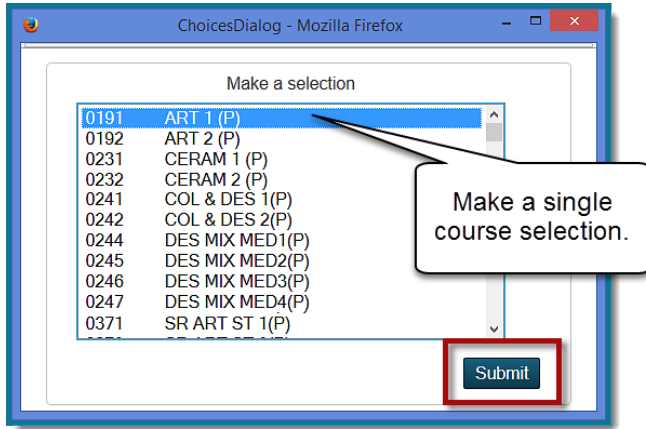 ChoicesDialog - Mozilla Firefox
Make a selection
0191 ART 1 (P)
0192 ART 2 (P)
0231 CERAM 1 (P)
0232 CERAM 2 (P)
0241 COL & DES 1(P)
0242 COL & DES 2(P)
0244 DES MIX MED1(P)
0245 DES MIX MED2(P)
0246 DES MIX MED3(P)
0247 DES MIX MED4(P)
0371 SR ART ST 1(P)
Make a single
course selection.
Submit